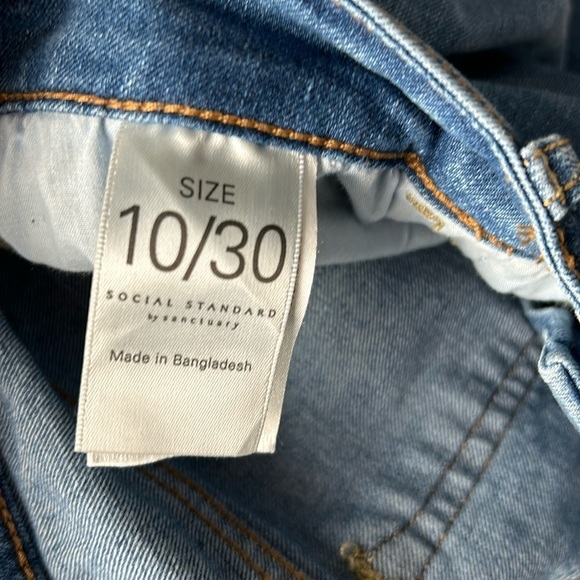 SIZE
10/30
SOCIAL STANDARD
by sanctuary
Made in Bangladesh